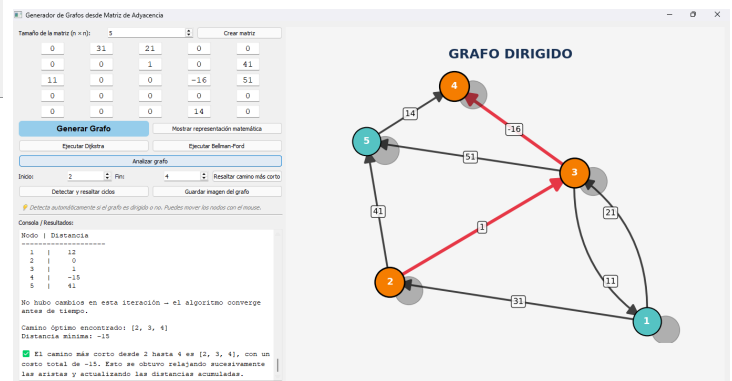 Generador de Grafos desde Matriz de Adyacencia
Tamaño de la matriz (n × n): 5 Crear matriz
0 31 21 0 0
0 0 1 0 41
11 0 0 -16 51
0 0 0 0 0
0 0 0 14 0
Generar Grafo Mostrar representación matemática
Ejecutar Dijkstra Ejecutar Bellman-Ford
Analizar grafo
Inicio: 2 Fin: 4 Resaltar camino más corto
Detectar y resaltar ciclos Guardar imagen del grafo
💡 Detecta automáticamente si el grafo es dirigido o no. Puedes mover los nodos con el mouse.
Consola / Resultados:
Nodo | Distancia
--------------------
1 | 12
2 | 0
3 | 1
4 | -15
5 | 41
No hubo cambios en esta iteración → el algoritmo converge
antes de tiempo.
Camino óptimo encontrado: [2, 3, 4]
Distancia mínima: -15
✅ El camino más corto desde 2 hasta 4 es [2, 3, 4], con un
costo total de -15. Esto se obtuvo relajando sucesivamente
las aristas y actualizando las distancias acumuladas.
GRAFO DIRIGIDO
4
14
-16
5
51
3
41
21
1
2
11
31
1